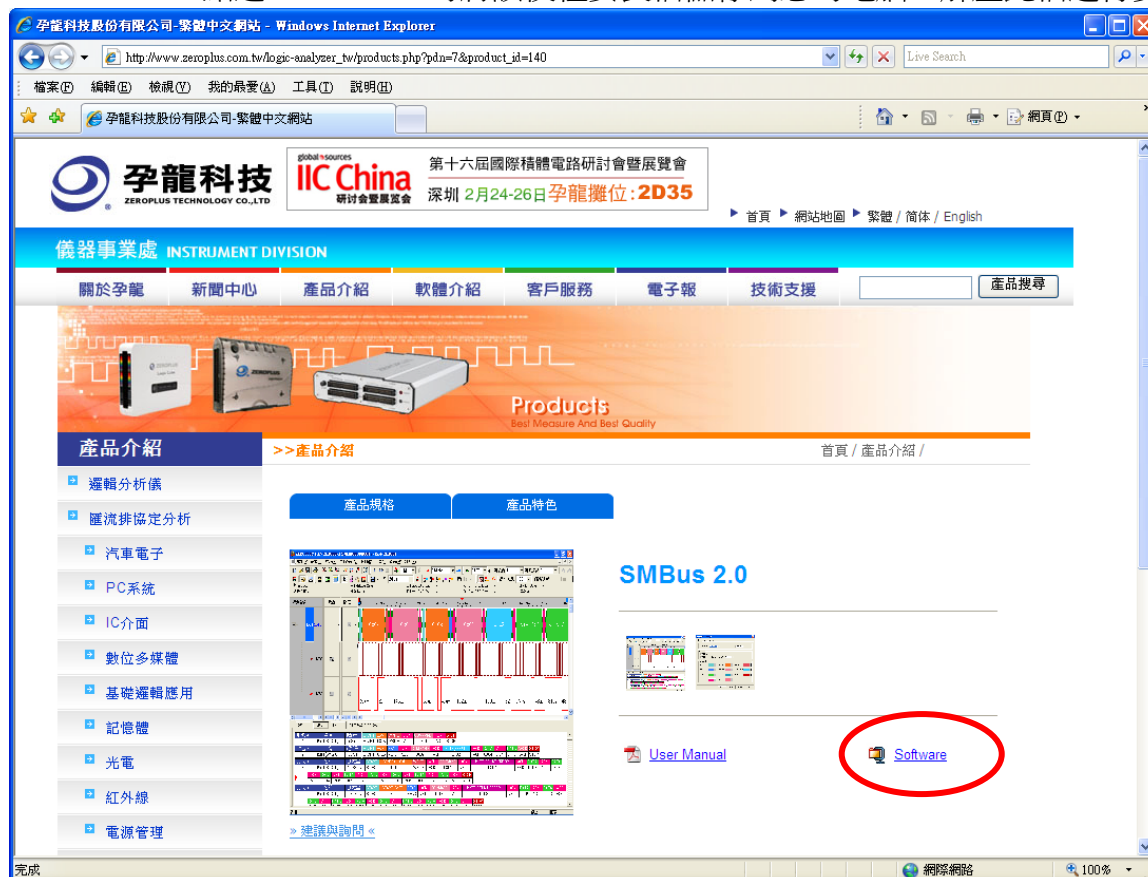 孕龍科技股份有限公司-繁體中文網站 - Windows Internet Explorer
http://www.zeroplus.com.tw/logic-analyzer_tw/products.php?pdn=7&product_id=140
Live Search
檔案(F) 編輯(E) 檢視(V) 我的最愛(A) 工具(T) 說明(H)
孕龍科技股份有限公司-繁體中文網站
網頁(P)
孕龍科技
ZEROPLUS TECHNOLOGY CO.,LTD
global sources
IIC China
研讨会暨展览会
第十六屆國際積體電路研討會暨展覽會
深圳 2月24-26日孕龍攤位:2D35
首頁 網站地圖 繁體 / 简体 / English
儀器事業處 INSTRUMENT DIVISION
關於孕龍 新聞中心 產品介紹 軟體介紹 客戶服務 電子報 技術支援 產品搜尋
Products
Best Measure And Best Quality
產品介紹
>>產品介紹
首頁 / 產品介紹 /
邏輯分析儀
匯流排協定分析
汽車電子
PC系統
IC介面
數位多媒體
基礎邏輯應用
記憶體
光電
紅外線
電源管理
產品規格 產品特色
SMBus 2.0
User Manual
Software
» 建議與詢問 «
完成
網際網路
100%